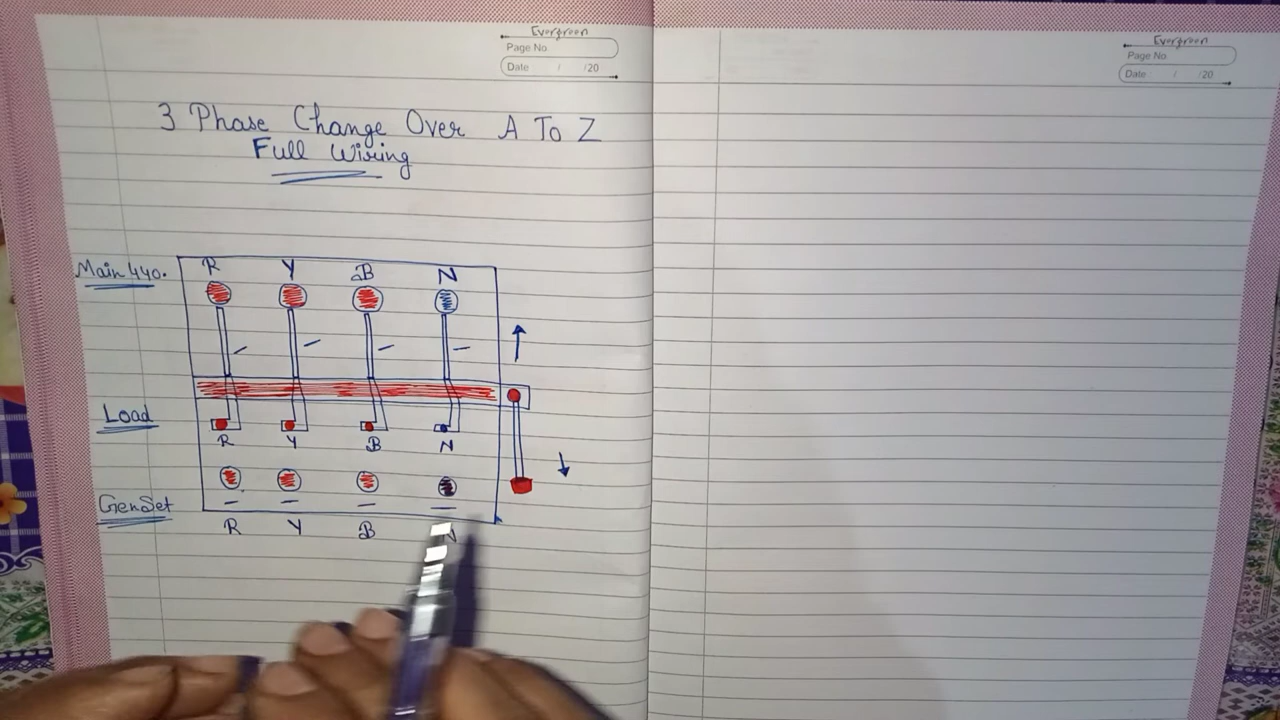 Evergreen
Page No
Date / /20
Evergreen
Page No
Date / /20
3 Phase Change Over A To Z
Full Wiring
Main 440.
R Y B N
Load
R Y B N
GenSet
R Y B N